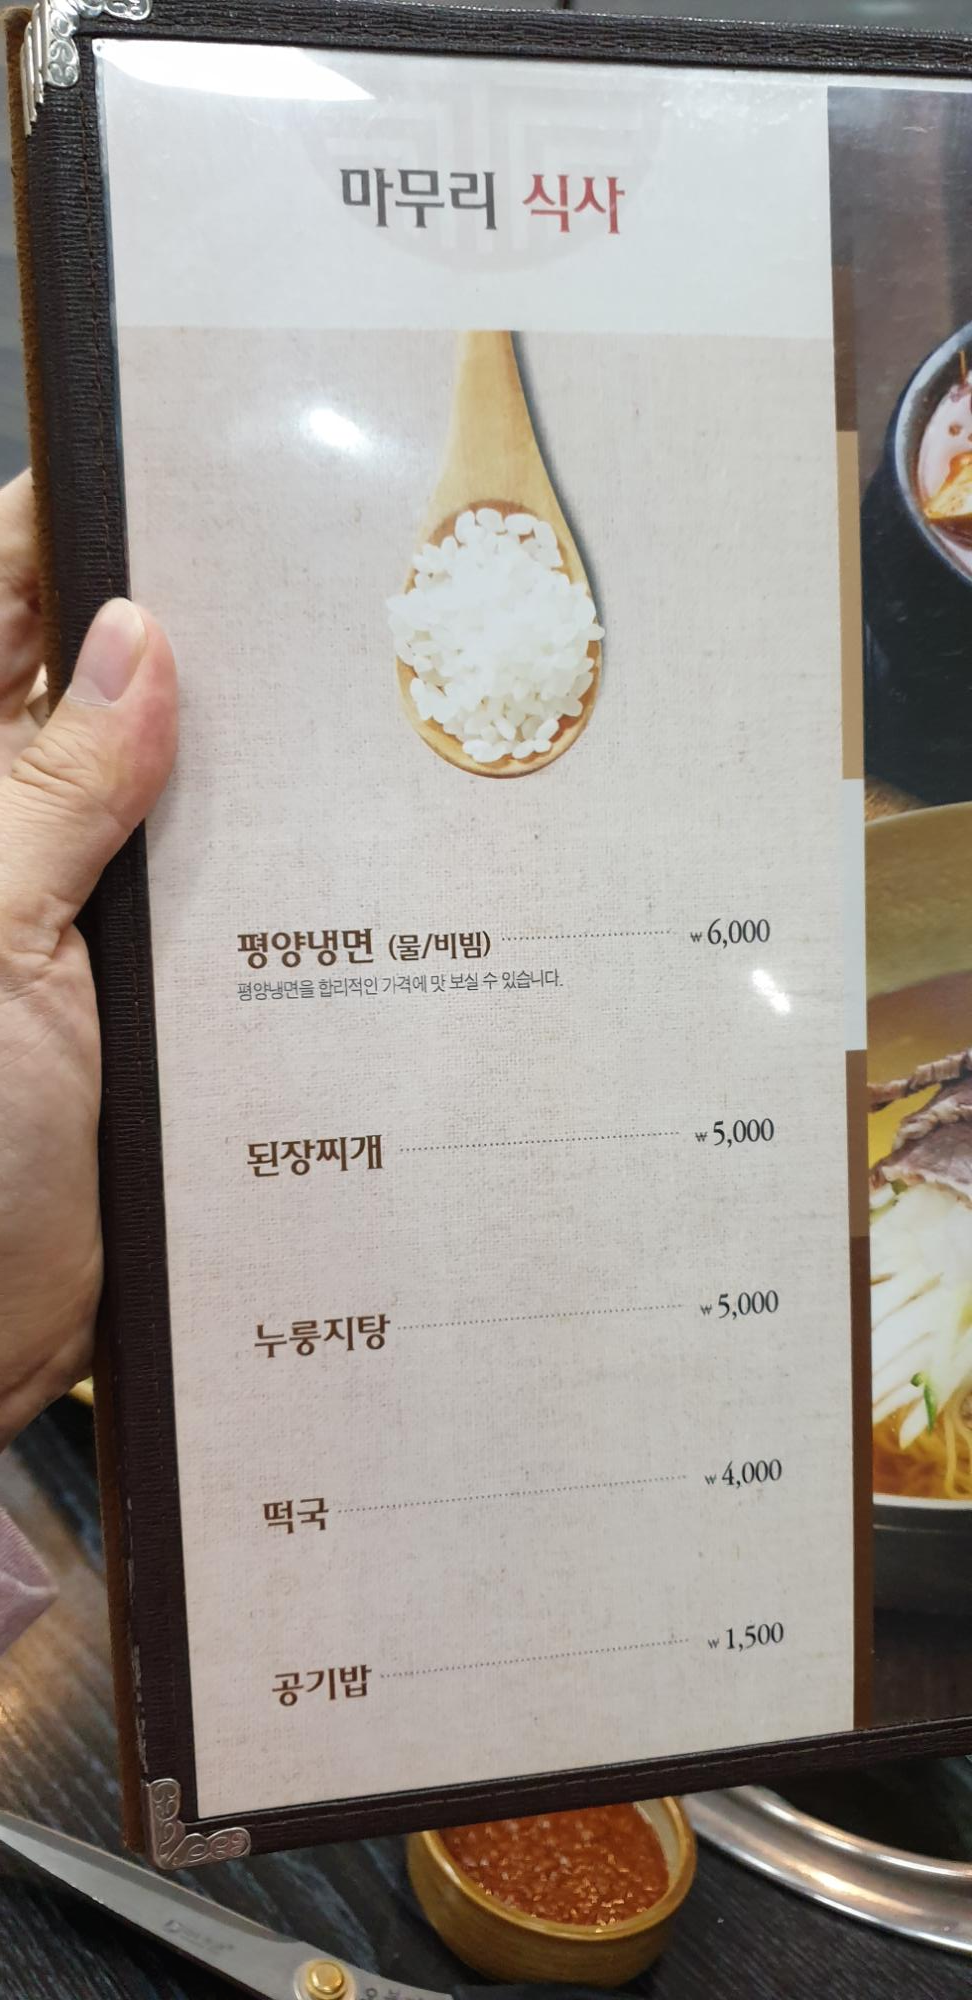 마무리 식사
평양냉면 (물/비빔) ₩6,000
평양냉면을 합리적인 가격에 맛 보실 수 있습니다.
된장찌개 ₩5,000
누룽지탕 ₩5,000
떡국 ₩4,000
공기밥 ₩1,500